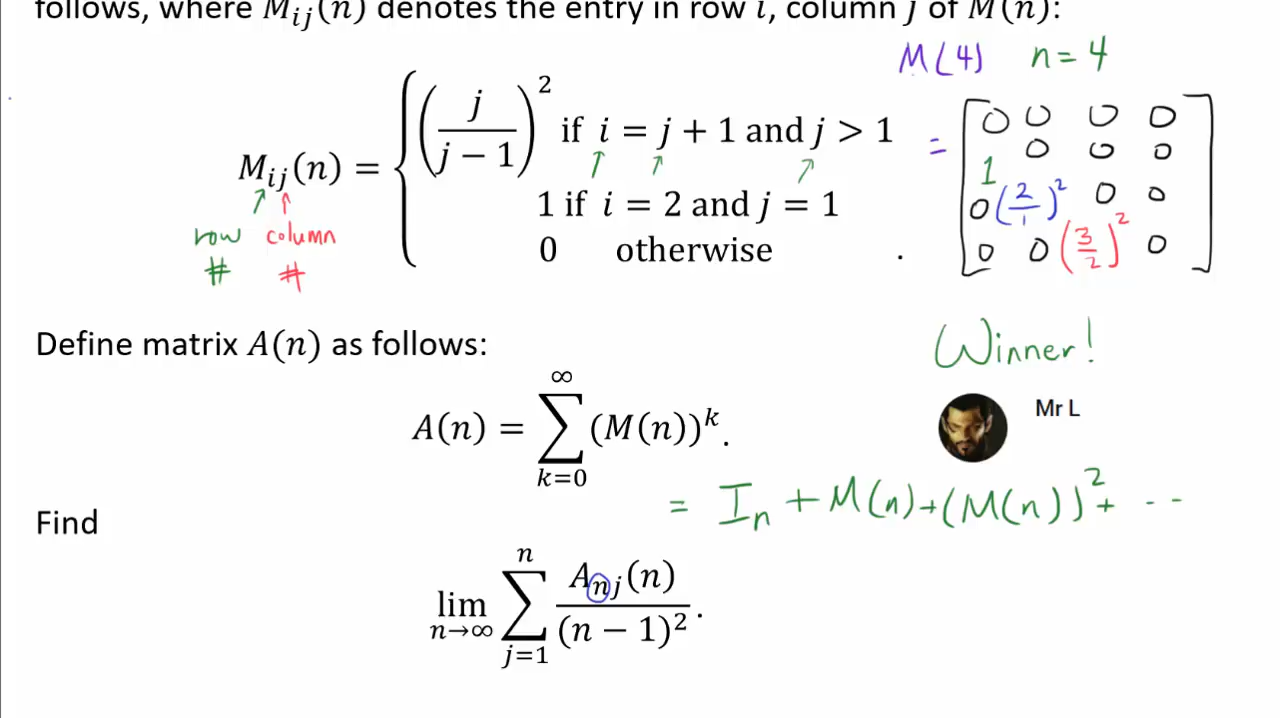 follows, where M_{ij}(n) denotes the entry in row i, column j of M(n):
M(4) n = 4
M_{ij}(n) = { (j/(j − 1))^2 if i = j + 1 and j > 1
1 if i = 2 and j = 1
0 otherwise .
row #
column #
= [ 0 0 0 0
1 0 0 0
0 (2/1)^2 0 0
0 0 (3/2)^2 0 ]
Define matrix A(n) as follows:
Winner!
A(n) = ∑_{k=0}^{∞} (M(n))^k.
Mr L
= I_n + M(n) + (M(n))^2 + - -
Find
lim_{n→∞} ∑_{j=1}^{n} A_{nj}(n)/(n − 1)^2 .